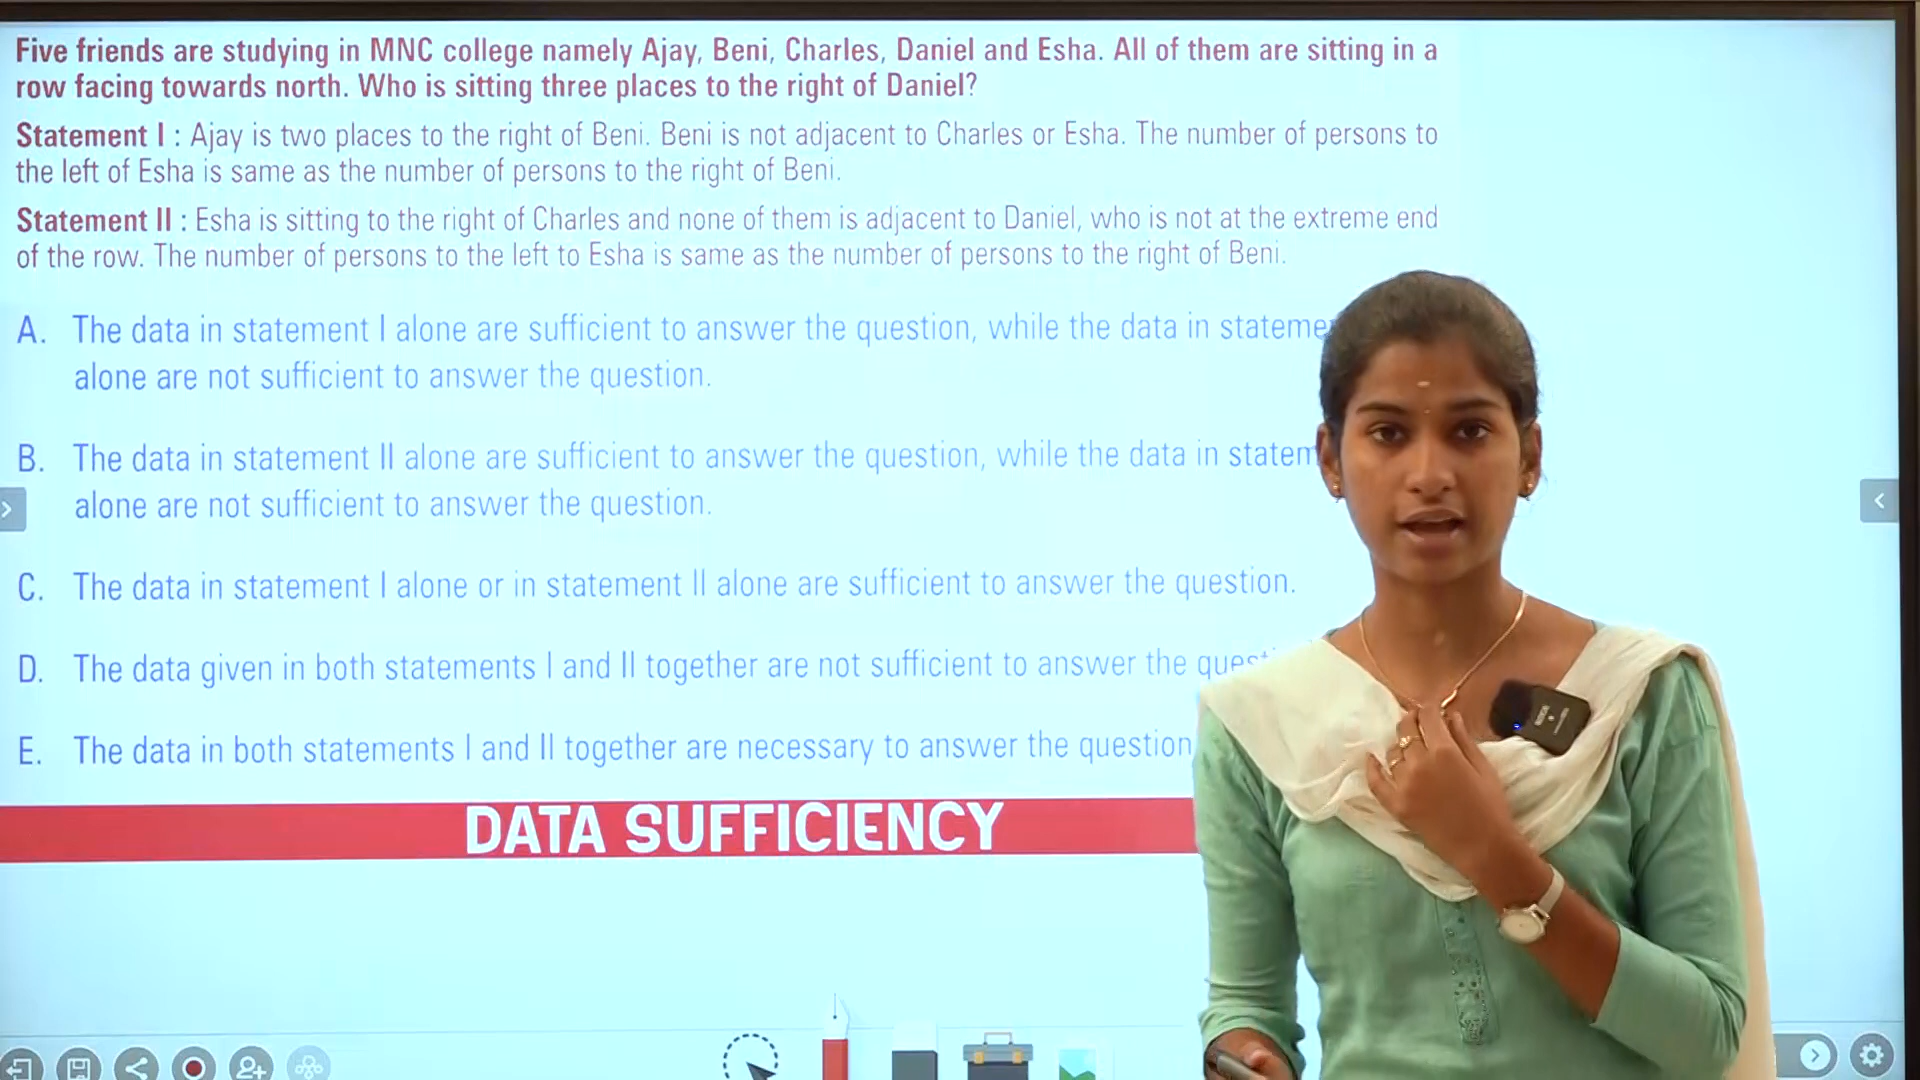 Five friends are studying in MNC college namely Ajay, Beni, Charles, Daniel and Esha. All of them are sitting in a
row facing towards north. Who is sitting three places to the right of Daniel?
Statement I : Ajay is two places to the right of Beni. Beni is not adjacent to Charles or Esha. The number of persons to
the left of Esha is same as the number of persons to the right of Beni.
Statement II : Esha is sitting to the right of Charles and none of them is adjacent to Daniel, who is not at the extreme end
of the row. The number of persons to the left to Esha is same as the number of persons to the right of Beni.
A. The data in statement I alone are sufficient to answer the question, while the data in
alone are not sufficient to answer the question.
B. The data in statement II alone are sufficient to answer the question, while the data in
alone are not sufficient to answer the question.
C. The data in statement I alone or in statement II alone are sufficient to answer the question.
D. The data given in both statements I and II together are not sufficient to answer the
E. The data in both statements I and II together are necessary to answer the question
DATA SUFFICIENCY